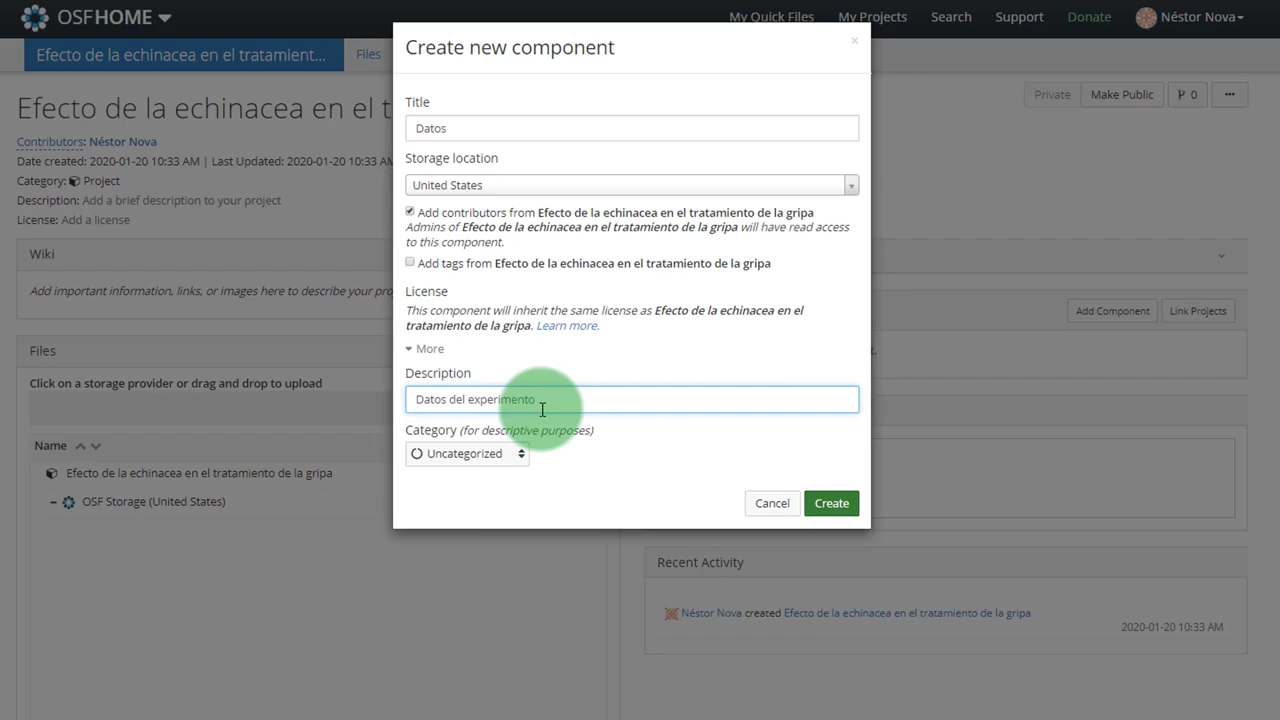 OSFHOME
My Quick Files
My Projects
Search
Support
Donate
Néstor Nova
Efecto de la echinacea en el tratamient...
Files
Efecto de la echinacea en el t
Private
Make Public
0
Contributors: Néstor Nova
Date created: 2020-01-20 10:33 AM | Last Updated: 2020-01-20 10:33 AM
Category: Project
Description: Add a brief description to your project
License: Add a license
Wiki
Add important information, links, or images here to describe your pro
Files
Click on a storage provider or drag and drop to upload
Name
Efecto de la echinacea en el tratamiento de la gripa
OSF Storage (United States)
Create new component
×
Title
Datos
Storage location
United States
Add contributors from Efecto de la echinacea en el tratamiento de la gripa
Admins of Efecto de la echinacea en el tratamiento de la gripa will have read access
to this component.
Add tags from Efecto de la echinacea en el tratamiento de la gripa
License
This component will inherit the same license as Efecto de la echinacea en el
tratamiento de la gripa. Learn more.
More
Description
Datos del experimento
Category (for descriptive purposes)
Uncategorized
Cancel
Create
Add Component
Link Projects
Recent Activity
Néstor Nova created Efecto de la echinacea en el tratamiento de la gripa
2020-01-20 10:33 AM